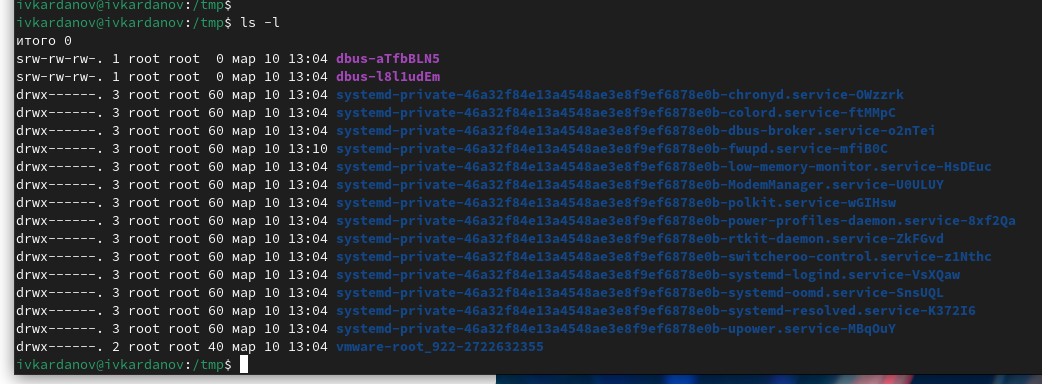 ivkardanov@ivkardanov:/tmp$
ivkardanov@ivkardanov:/tmp$ ls -l
итого 0
srw-rw-rw-. 1 root root  0 мар 10 13:04 dbus-aTfbBLN5
srw-rw-rw-. 1 root root  0 мар 10 13:04 dbus-l8l1udEm
drwx------. 3 root root 60 мар 10 13:04 systemd-private-46a32f84e13a4548ae3e8f9ef6878e0b-chronyd.service-OWzzrk
drwx------. 3 root root 60 мар 10 13:04 systemd-private-46a32f84e13a4548ae3e8f9ef6878e0b-colord.service-ftMMpC
drwx------. 3 root root 60 мар 10 13:04 systemd-private-46a32f84e13a4548ae3e8f9ef6878e0b-dbus-broker.service-o2nTei
drwx------. 3 root root 60 мар 10 13:10 systemd-private-46a32f84e13a4548ae3e8f9ef6878e0b-fwupd.service-mfiB0C
drwx------. 3 root root 60 мар 10 13:04 systemd-private-46a32f84e13a4548ae3e8f9ef6878e0b-low-memory-monitor.service-HsDEuc
drwx------. 3 root root 60 мар 10 13:04 systemd-private-46a32f84e13a4548ae3e8f9ef6878e0b-ModemManager.service-U0ULUY
drwx------. 3 root root 60 мар 10 13:04 systemd-private-46a32f84e13a4548ae3e8f9ef6878e0b-polkit.service-wGIHsw
drwx------. 3 root root 60 мар 10 13:04 systemd-private-46a32f84e13a4548ae3e8f9ef6878e0b-power-profiles-daemon.service-8xf2Qa
drwx------. 3 root root 60 мар 10 13:04 systemd-private-46a32f84e13a4548ae3e8f9ef6878e0b-rtkit-daemon.service-ZkFGvd
drwx------. 3 root root 60 мар 10 13:04 systemd-private-46a32f84e13a4548ae3e8f9ef6878e0b-switcheroo-control.service-z1Nthc
drwx------. 3 root root 60 мар 10 13:04 systemd-private-46a32f84e13a4548ae3e8f9ef6878e0b-systemd-logind.service-VsXQaw
drwx------. 3 root root 60 мар 10 13:04 systemd-private-46a32f84e13a4548ae3e8f9ef6878e0b-systemd-oomd.service-SnsUQL
drwx------. 3 root root 60 мар 10 13:04 systemd-private-46a32f84e13a4548ae3e8f9ef6878e0b-systemd-resolved.service-K372I6
drwx------. 3 root root 60 мар 10 13:04 systemd-private-46a32f84e13a4548ae3e8f9ef6878e0b-upower.service-MBqOuY
drwx------. 2 root root 40 мар 10 13:04 vmware-root_922-2722632355
ivkardanov@ivkardanov:/tmp$